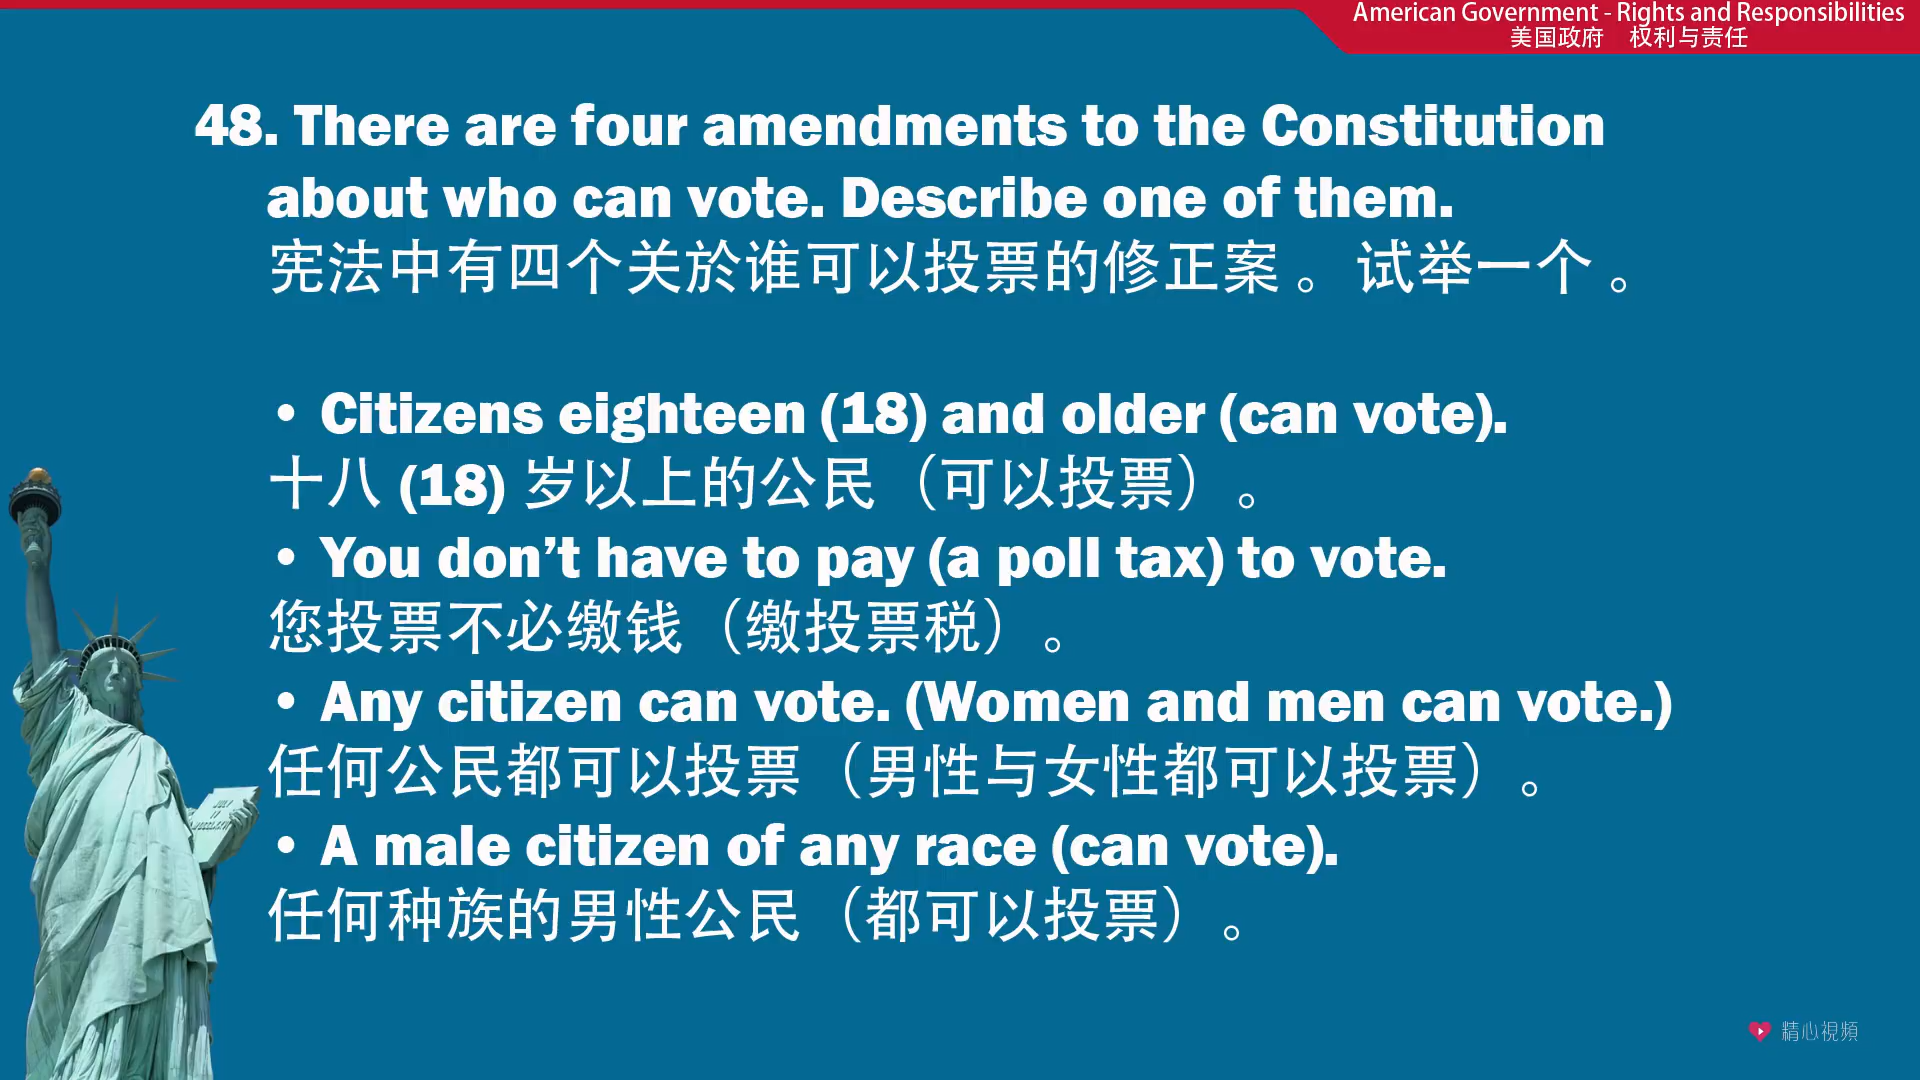 American Government - Rights and Responsibilities
美国政府 权利与责任
48. There are four amendments to the Constitution
about who can vote. Describe one of them.
宪法中有四个关於谁可以投票的修正案。试举一个。
• Citizens eighteen (18) and older (can vote).
十八 (18) 岁以上的公民（可以投票）。
• You don’t have to pay (a poll tax) to vote.
您投票不必缴钱（缴投票税）。
• Any citizen can vote. (Women and men can vote.)
任何公民都可以投票（男性与女性都可以投票）。
• A male citizen of any race (can vote).
任何种族的男性公民（都可以投票）。
JULY
IV
精心視頻